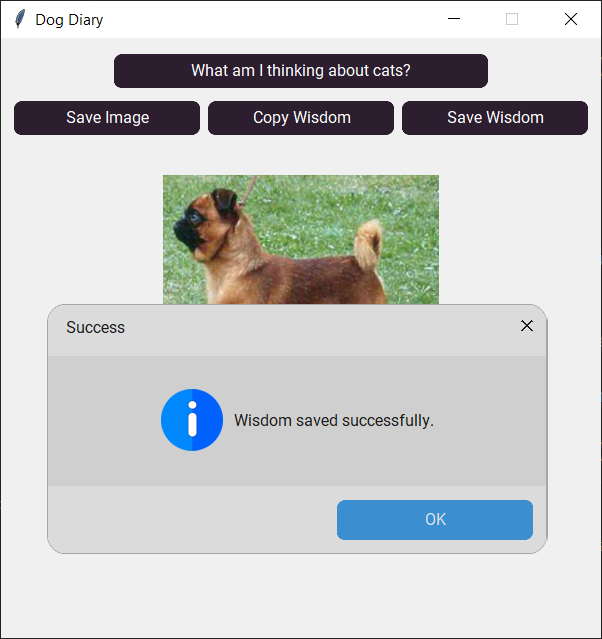 Dog Diary
What am I thinking about cats?
Save Image
Copy Wisdom
Save Wisdom
Success
Wisdom saved successfully.
OK